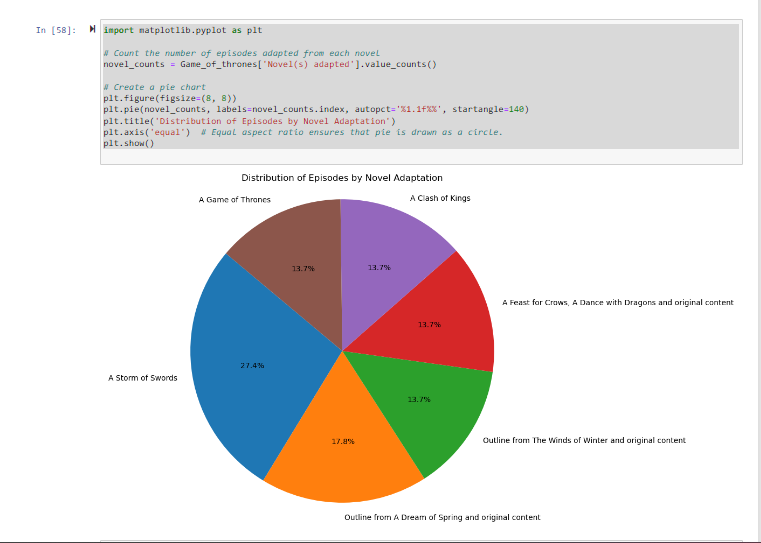 In [58]:
import matplotlib.pyplot as plt
# Count the number of episodes adapted from each novel
novel_counts = Game_of_thrones['Novel(s) adapted'].value_counts()
# Create a pie chart
plt.figure(figsize=(8, 8))
plt.pie(novel_counts, labels=novel_counts.index, autopct='%1.1f%%', startangle=140)
plt.title('Distribution of Episodes by Novel Adaptation')
plt.axis('equal')  # Equal aspect ratio ensures that pie is drawn as a circle.
plt.show()
Distribution of Episodes by Novel Adaptation
A Game of Thrones
A Clash of Kings
13.7%
13.7%
A Feast for Crows, A Dance with Dragons and original content
13.7%
27.4%
A Storm of Swords
13.7%
Outline from The Winds of Winter and original content
17.8%
Outline from A Dream of Spring and original content